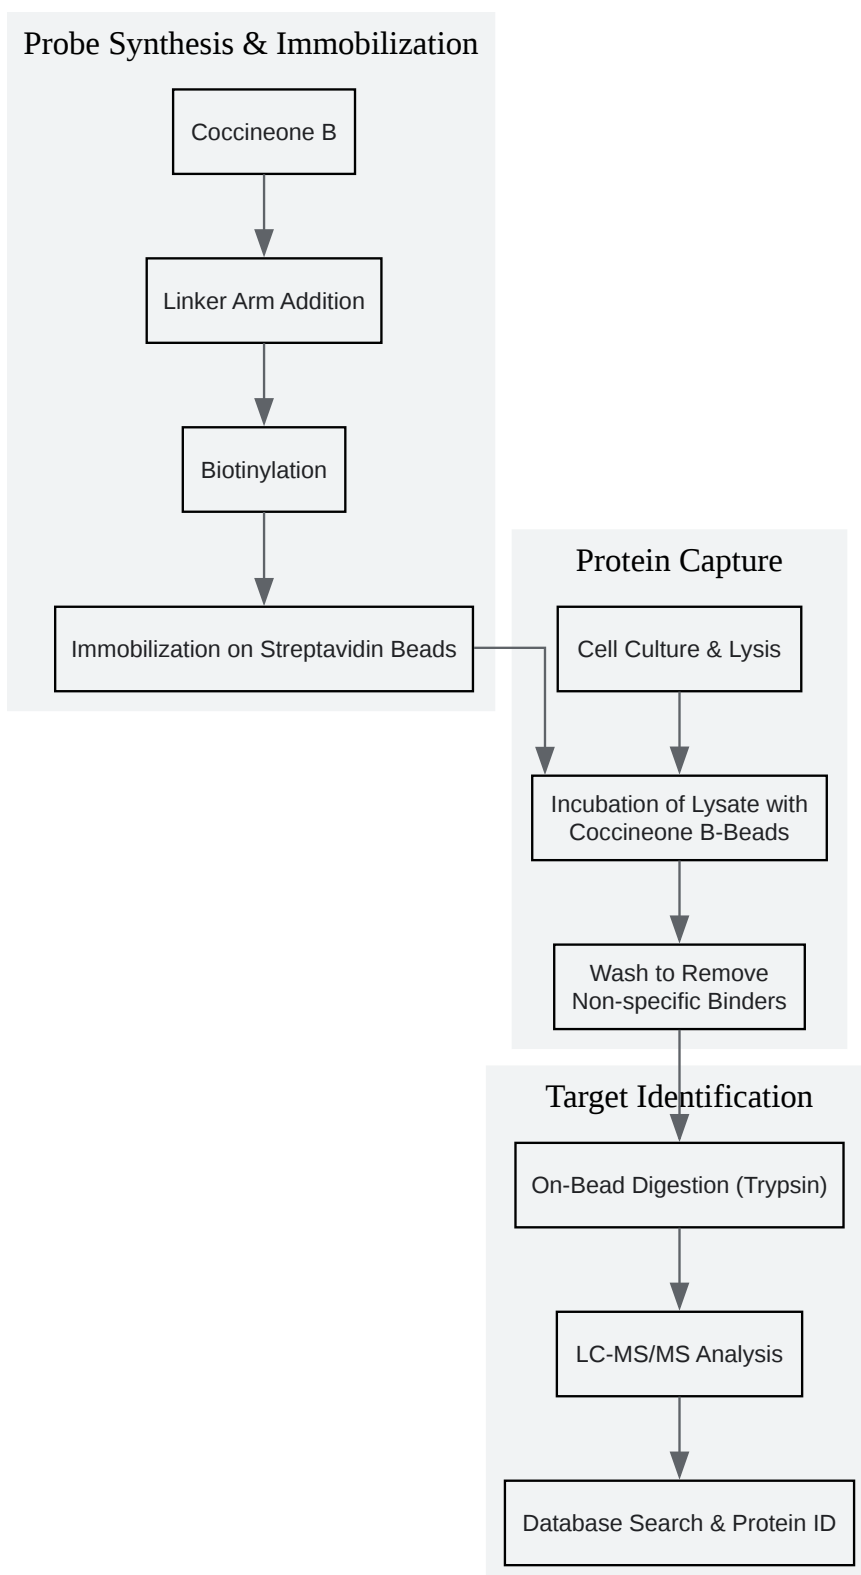 Probe Synthesis & Immobilization
Coccineone B
Linker Arm Addition
Biotinylation
Immobilization on Streptavidin Beads
Protein Capture
Cell Culture & Lysis
Incubation of Lysate with
Coccineone B-Beads
Wash to Remove
Non-specific Binders
Target Identification
On-Bead Digestion (Trypsin)
LC-MS/MS Analysis
Database Search & Protein ID